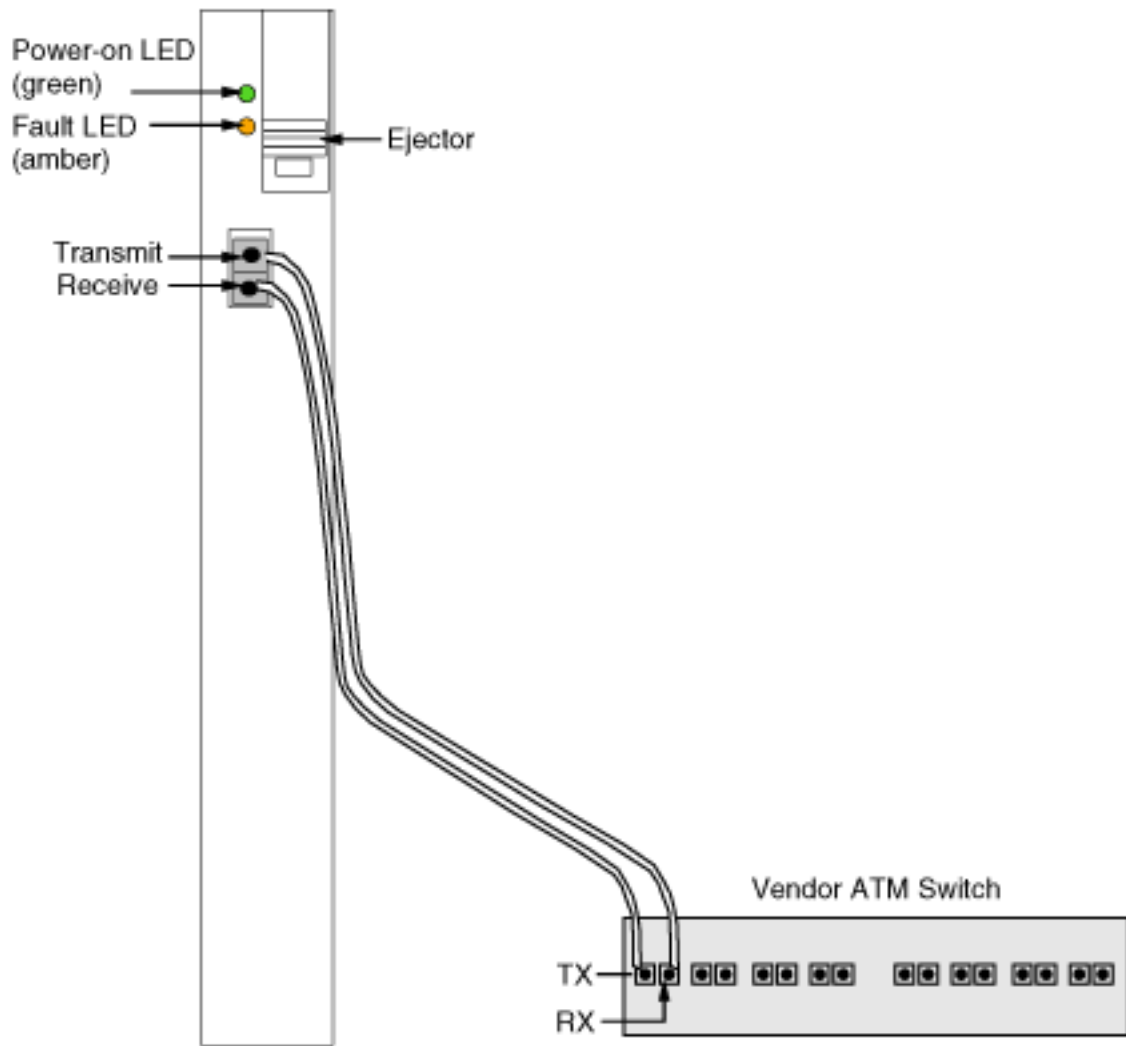 Power-on LED
(green)
Fault LED
(amber)
Ejector
Transmit
Receive
Vendor ATM Switch
TX
RX